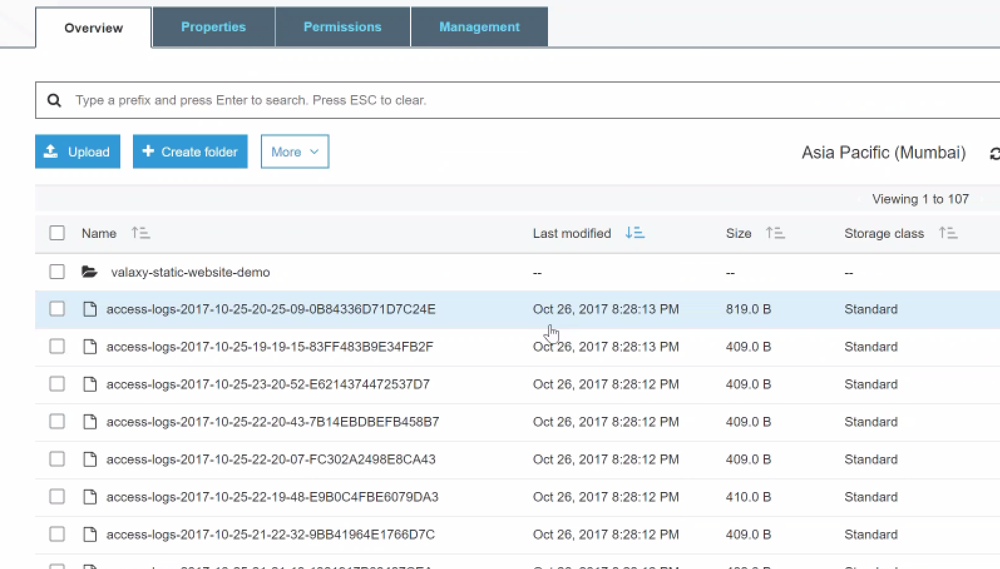 Overview Properties Permissions Management
Type a prefix and press Enter to search. Press ESC to clear.
Upload Create folder More Asia Pacific (Mumbai)
Viewing 1 to 107
Name Last modified Size Storage class
valaxy-static-website-demo -- -- --
access-logs-2017-10-25-20-25-09-0B84336D71D7C24E Oct 26, 2017 8:28:13 PM 819.0 B Standard
access-logs-2017-10-25-19-19-15-83FF483B9E34FB2F Oct 26, 2017 8:28:13 PM 409.0 B Standard
access-logs-2017-10-25-23-20-52-E6214374472537D7 Oct 26, 2017 8:28:12 PM 409.0 B Standard
access-logs-2017-10-25-22-20-43-7B14EBDBEFB458B7 Oct 26, 2017 8:28:12 PM 409.0 B Standard
access-logs-2017-10-25-22-20-07-FC302A2498E8CA43 Oct 26, 2017 8:28:12 PM 409.0 B Standard
access-logs-2017-10-25-22-19-48-E9B0C4FBE6079DA3 Oct 26, 2017 8:28:12 PM 410.0 B Standard
access-logs-2017-10-25-21-22-32-9BB41964E1766D7C Oct 26, 2017 8:28:12 PM 409.0 B Standard